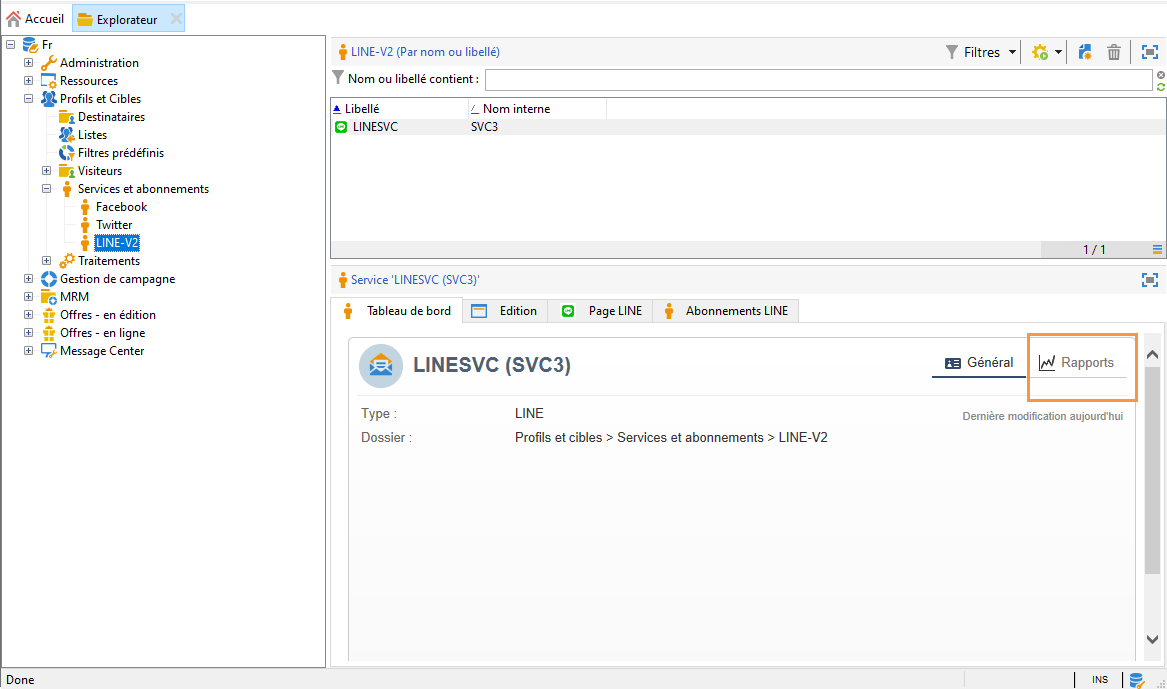 Accueil
Explorateur
Fr
Administration
Ressources
Profils et Cibles
Destinataires
Listes
Filtres prédéfinis
Visiteurs
Services et abonnements
Facebook
Twitter
LINE-V2
Traitements
Gestion de campagne
MRM
Offres - en édition
Offres - en ligne
Message Center
LINE-V2 (Par nom ou libellé)
Filtres
Nom ou libellé contient :
Libellé Nom interne
LINESVC SVC3
1 / 1
Service 'LINESVC (SVC3)'
Tableau de bord Edition Page LINE Abonnements LINE
LINESVC (SVC3)
Général Rapports
Type : LINE
Dernière modification aujourd'hui
Dossier : Profils et cibles > Services et abonnements > LINE-V2
Done
INS